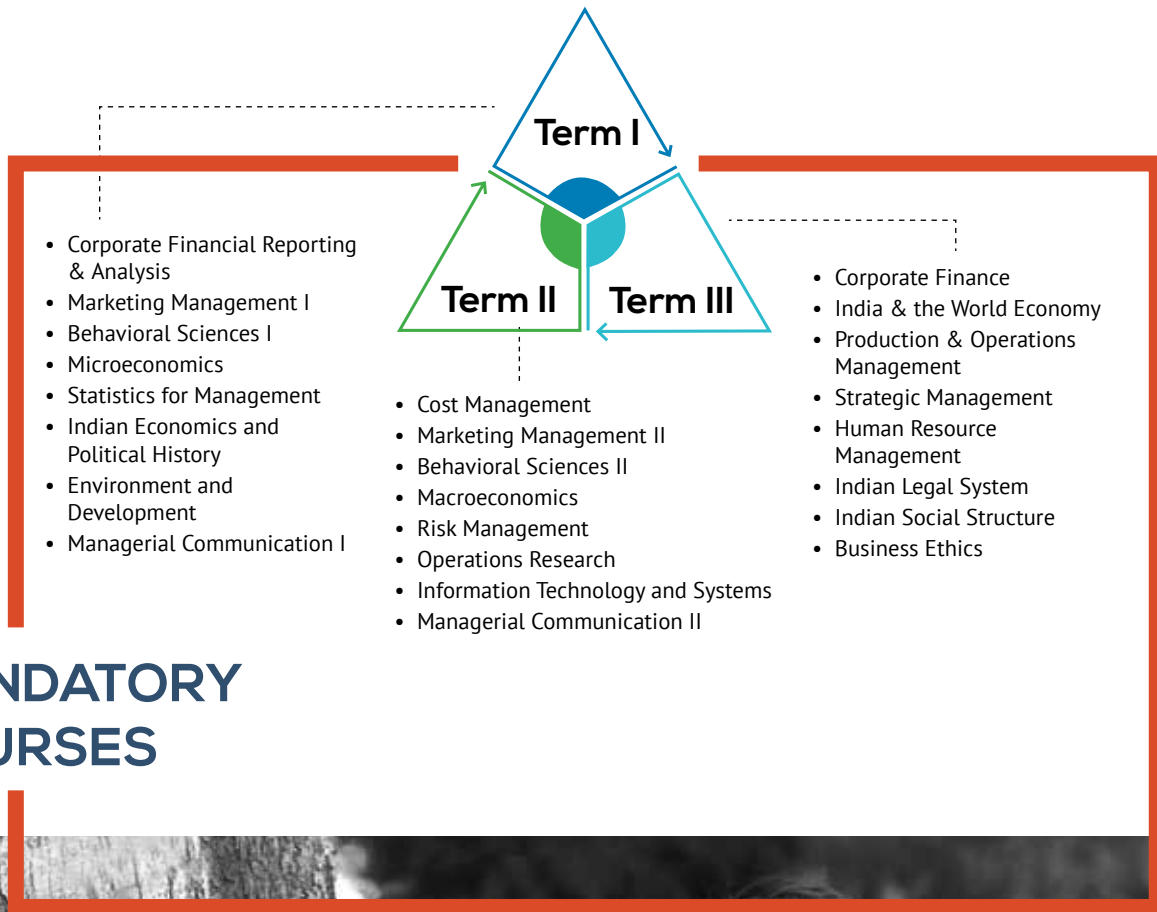 Term I
Term II
Term III
• Corporate Financial Reporting
& Analysis
• Marketing Management I
• Behavioral Sciences I
• Microeconomics
• Statistics for Management
• Indian Economics and
Political History
• Environment and
Development
• Managerial Communication I
• Cost Management
• Marketing Management II
• Behavioral Sciences II
• Macroeconomics
• Risk Management
• Operations Research
• Information Technology and Systems
• Managerial Communication II
• Corporate Finance
• India & the World Economy
• Production & Operations
Management
• Strategic Management
• Human Resource
Management
• Indian Legal System
• Indian Social Structure
• Business Ethics
NDATORY
URSES